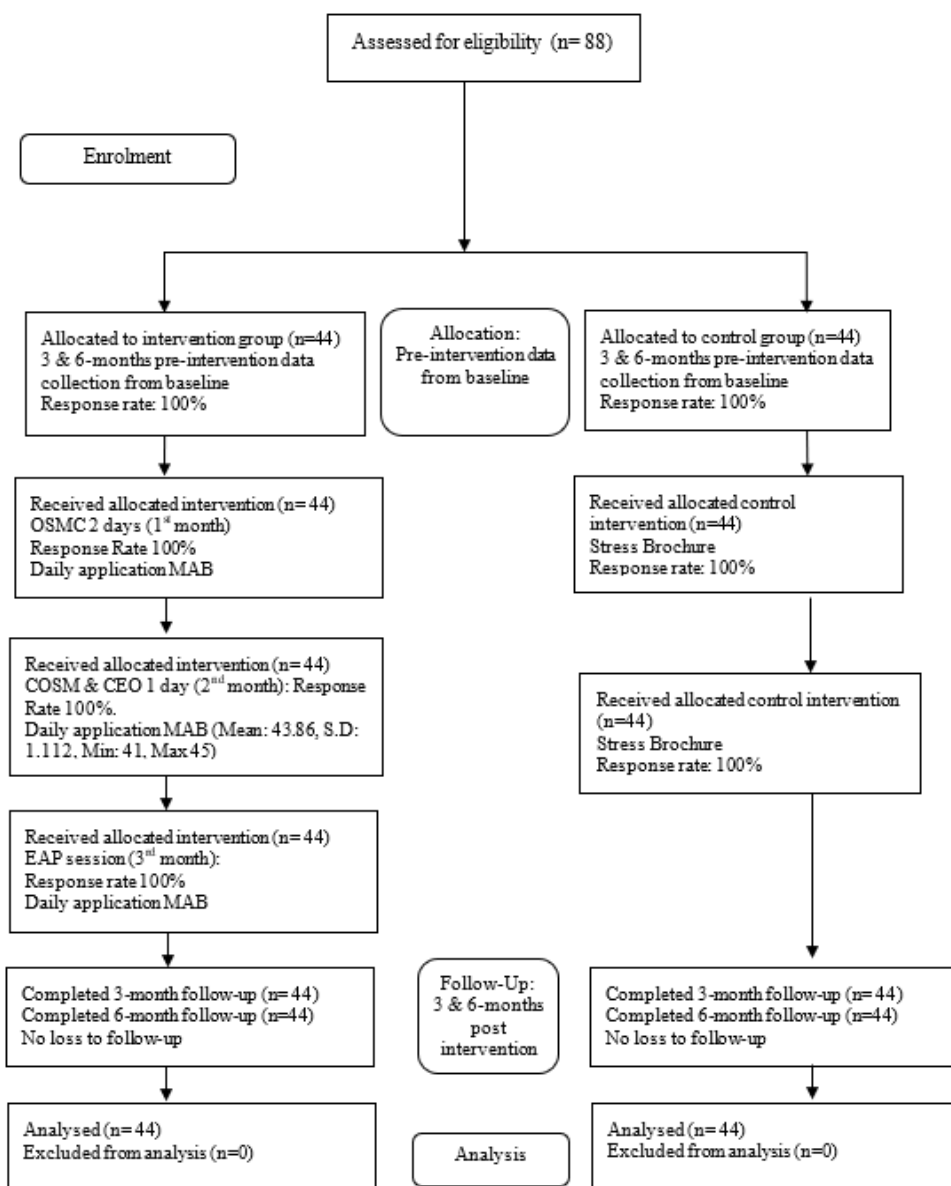 Assessed for eligibility (n= 88)
Enrolment
Allocated to intervention group (n=44)
3 & 6-months pre-intervention data
collection from baseline
Response rate: 100%
Allocation:
Pre-intervention data
from baseline
Allocated to control group (n=44)
3 & 6-months pre-intervention data
collection from baseline
Response rate: 100%
Received allocated intervention (n= 44)
OSMC 2 days (1st month)
Response Rate 100%
Daily application MAB
Received allocated control
intervention (n=44)
Stress Brochure
Response rate: 100%
Received allocated intervention (n= 44)
COSM & CEO 1 day (2nd month): Response
Rate 100%.
Daily application MAB (Mean: 43.86, S.D:
1.112, Min: 41, Max 45)
Received allocated control intervention
(n=44)
Stress Brochure
Response rate: 100%
Received allocated intervention (n= 44)
EAP session (3rd month):
Response rate 100%
Daily application MAB
Completed 3-month follow-up (n= 44)
Completed 6-month follow-up (n=44)
No loss to follow-up
Follow-Up:
3 & 6-months
post
intervention
Completed 3-month follow-up (n= 44)
Completed 6-month follow-up (n=44)
No loss to follow-up
Analysed (n= 44)
Excluded from analysis (n=0)
Analysis
Analysed (n= 44)
Excluded from analysis (n=0)